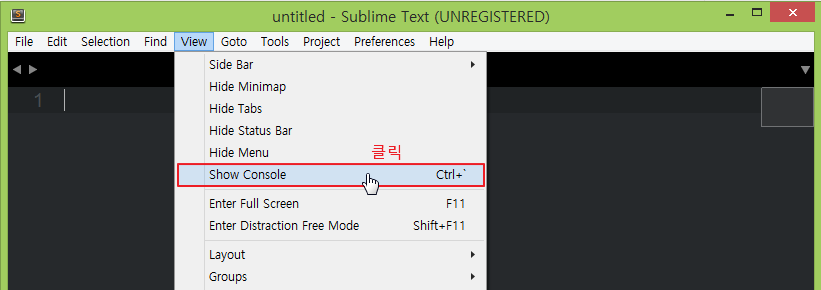 untitled - Sublime Text (UNREGISTERED)
File Edit Selection Find View Goto Tools Project Preferences Help
1
Side Bar
Hide Minimap
Hide Tabs
Hide Status Bar
Hide Menu
클릭
Show Console Ctrl+`
Enter Full Screen F11
Enter Distraction Free Mode Shift+F11
Layout
Groups